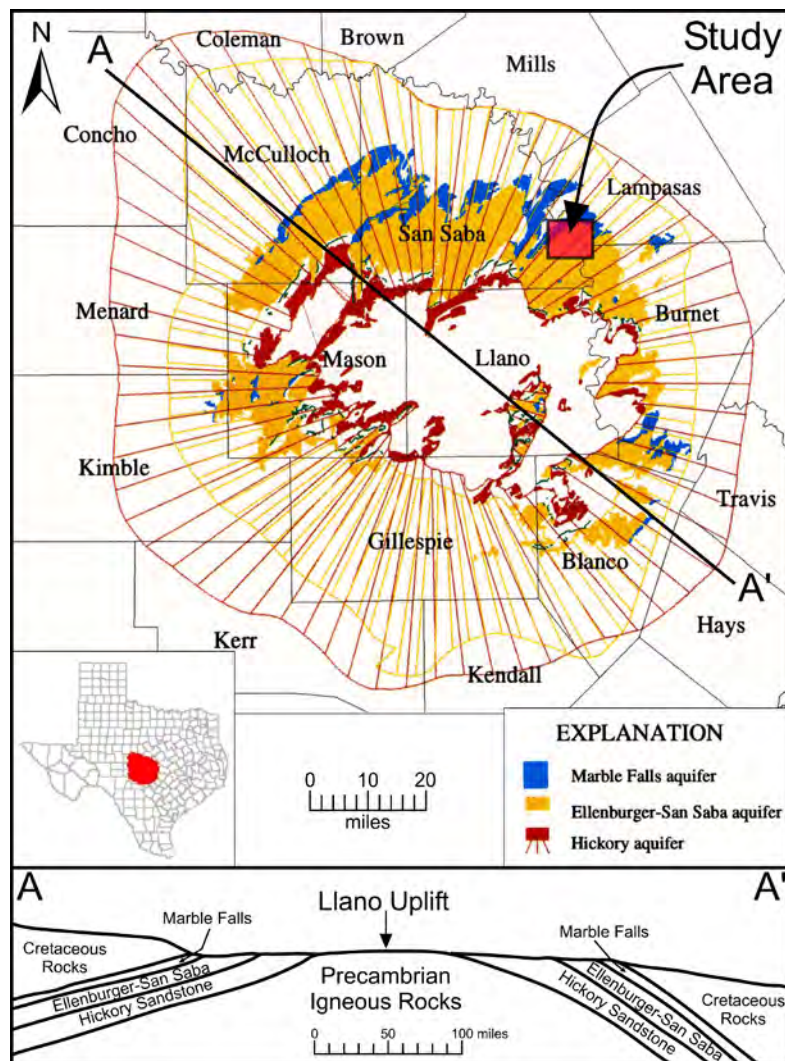 N
A
Coleman
Brown
Mills
Study
Area
Concho
McCulloch
Lampasas
San Saba
Menard
Burnet
Mason
Llano
Kimble
Travis
Gillespie
Blanco
A'
Hays
Kerr
Kendall
0 10 20
miles
EXPLANATION
Marble Falls aquifer
Ellenburger-San Saba aquifer
Hickory aquifer
A
A'
Llano Uplift
Marble Falls
Marble Falls
Cretaceous
Rocks
Ellenburger-San Saba
Hickory Sandstone
Precambrian
Igneous Rocks
0 50 100 miles
Ellenburger-San Saba
Hickory Sandstone
Cretaceous
Rocks